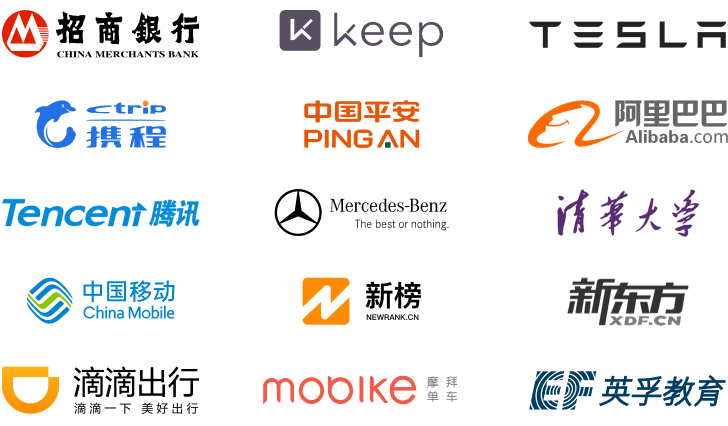 招商銀行
CHINA MERCHANTS BANK
keep
TESLA
ctrip
携程
中国平安
PING AN
阿里巴巴
Alibaba.com
Tencent 腾讯
Mercedes-Benz
The best or nothing.
清華大学
中国移动
China Mobile
新榜
NEWRANK.CN
新东方
XDF.CN
滴滴出行
滴滴一下 美好出行
mobike 摩拜
单车
EF 英孚教育